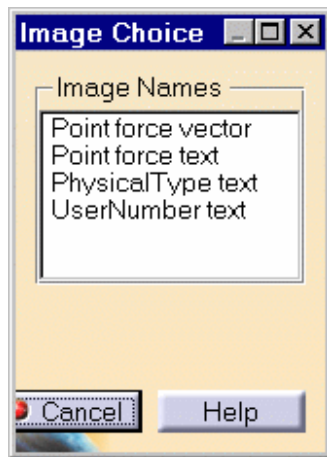 Image Choice
Image Names
Point force vector
Point force text
PhysicalType text
UserNumber text
Cancel
Help